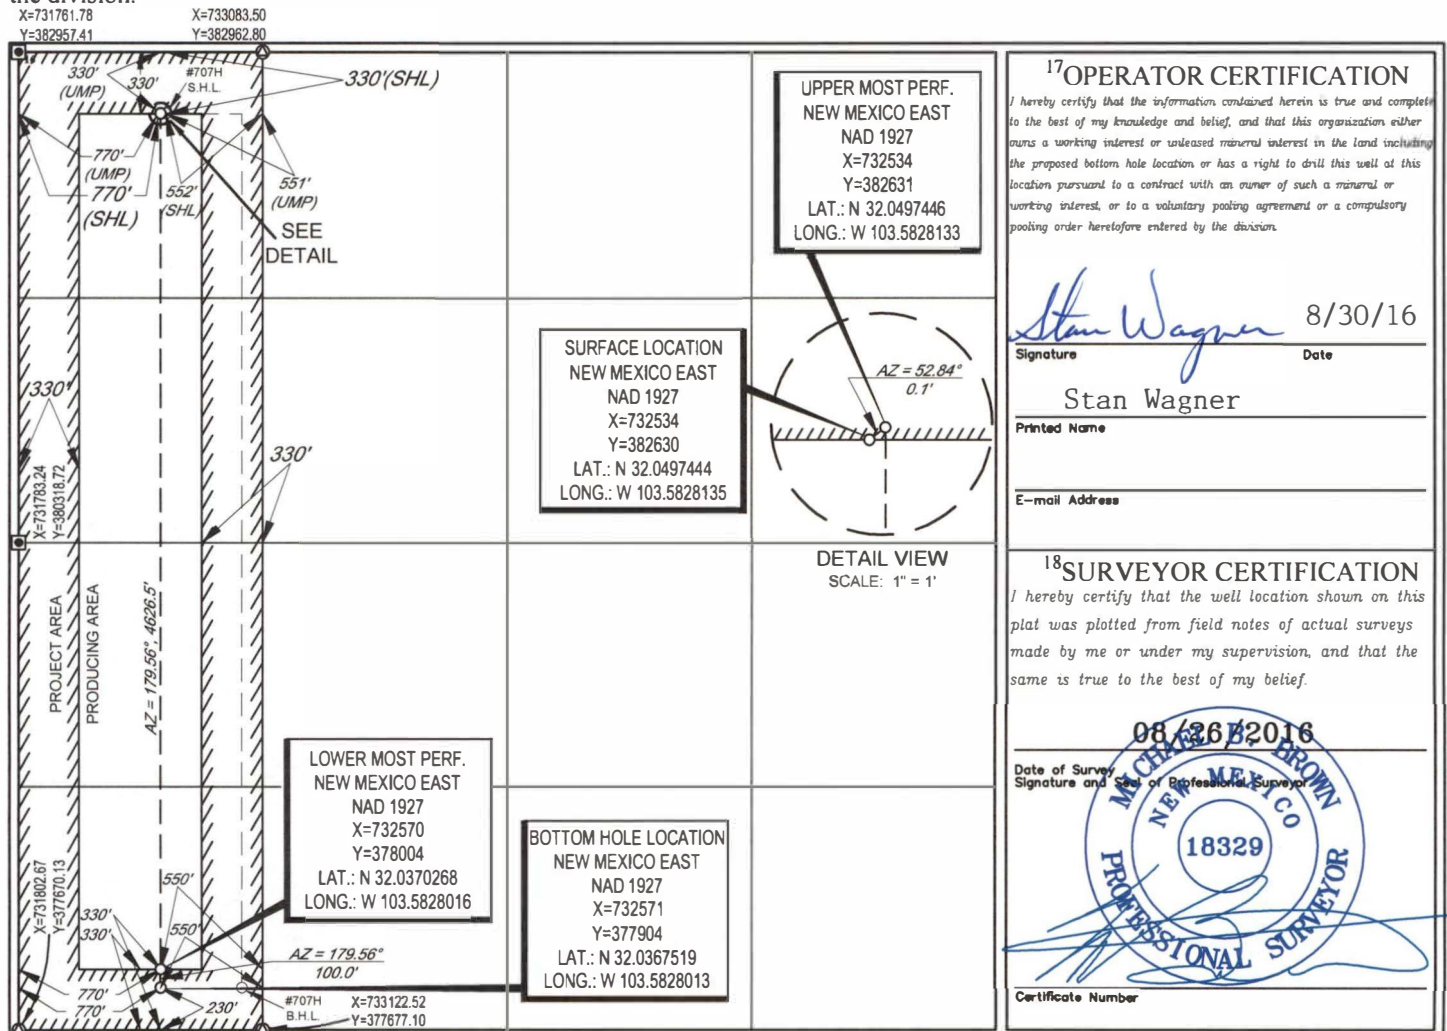 the division.
X=731761.78
Y=382957.41
X=733083.50
Y=382962.80
330'
(UMP)
330'
#707H
S.H.L.
330'(SHL)
770'
(UMP)
770'
(SHL)
552'
(SHL)
551'
(UMP)
SEE
DETAIL
UPPER MOST PERF.
NEW MEXICO EAST
NAD 1927
X=732534
Y=382631
LAT.: N 32.0497446
LONG.: W 103.5828133
SURFACE LOCATION
NEW MEXICO EAST
NAD 1927
X=732534
Y=382630
LAT.: N 32.0497444
LONG.: W 103.5828135
AZ = 52.84°
0.1'
DETAIL VIEW
SCALE: 1" = 1'
330'
330'
X=731783.24
Y=380318.72
PROJECT AREA
PRODUCING AREA
AZ = 179.56°, 4626.5'
LOWER MOST PERF.
NEW MEXICO EAST
NAD 1927
X=732570
Y=378004
LAT.: N 32.0370268
LONG.: W 103.5828016
BOTTOM HOLE LOCATION
NEW MEXICO EAST
NAD 1927
X=732571
Y=377904
LAT.: N 32.0367519
LONG.: W 103.5828013
X=731802.67
Y=377670.13
550'
330'
330'
550'
AZ = 179.56°
100.0'
770'
770'
230'
#707H
B.H.L.
X=733122.52
Y=377677.10
17OPERATOR CERTIFICATION
I hereby certify that the information contained herein is true and complete
to the best of my knowledge and belief, and that this organization either
owns a working interest or unleased mineral interest in the land including
the proposed bottom hole location or has a right to drill this well at this
location pursuant to a contract with an owner of such a mineral or
working interest, or to a voluntary pooling agreement or a compulsory
pooling order heretofore entered by the division.
Stan Wagner
8/30/16
Signature
Date
Stan Wagner
Printed Name
E-mail Address
18SURVEYOR CERTIFICATION
I hereby certify that the well location shown on this
plat was plotted from field notes of actual surveys
made by me or under my supervision, and that the
same is true to the best of my belief.
08/26/2016
Date of Survey
Signature and Seal of Professional Surveyor
MICHAEL B. BROWN
NEW MEXICO
18329
PROFESSIONAL SURVEYOR
Certificate Number